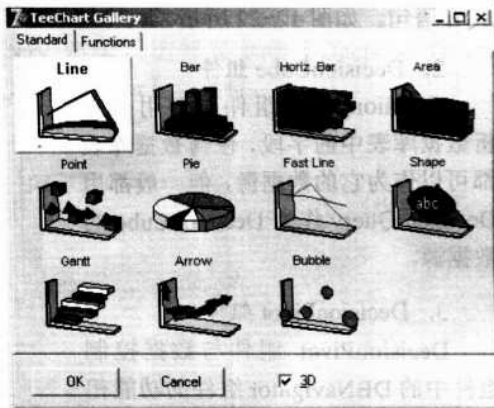 TeeChart Gallery
Standard Functions
Line Bar Horiz. Bar Area
Point Pie Fast Line Shape
abc
Gantt Arrow Bubble
OK Cancel 3D